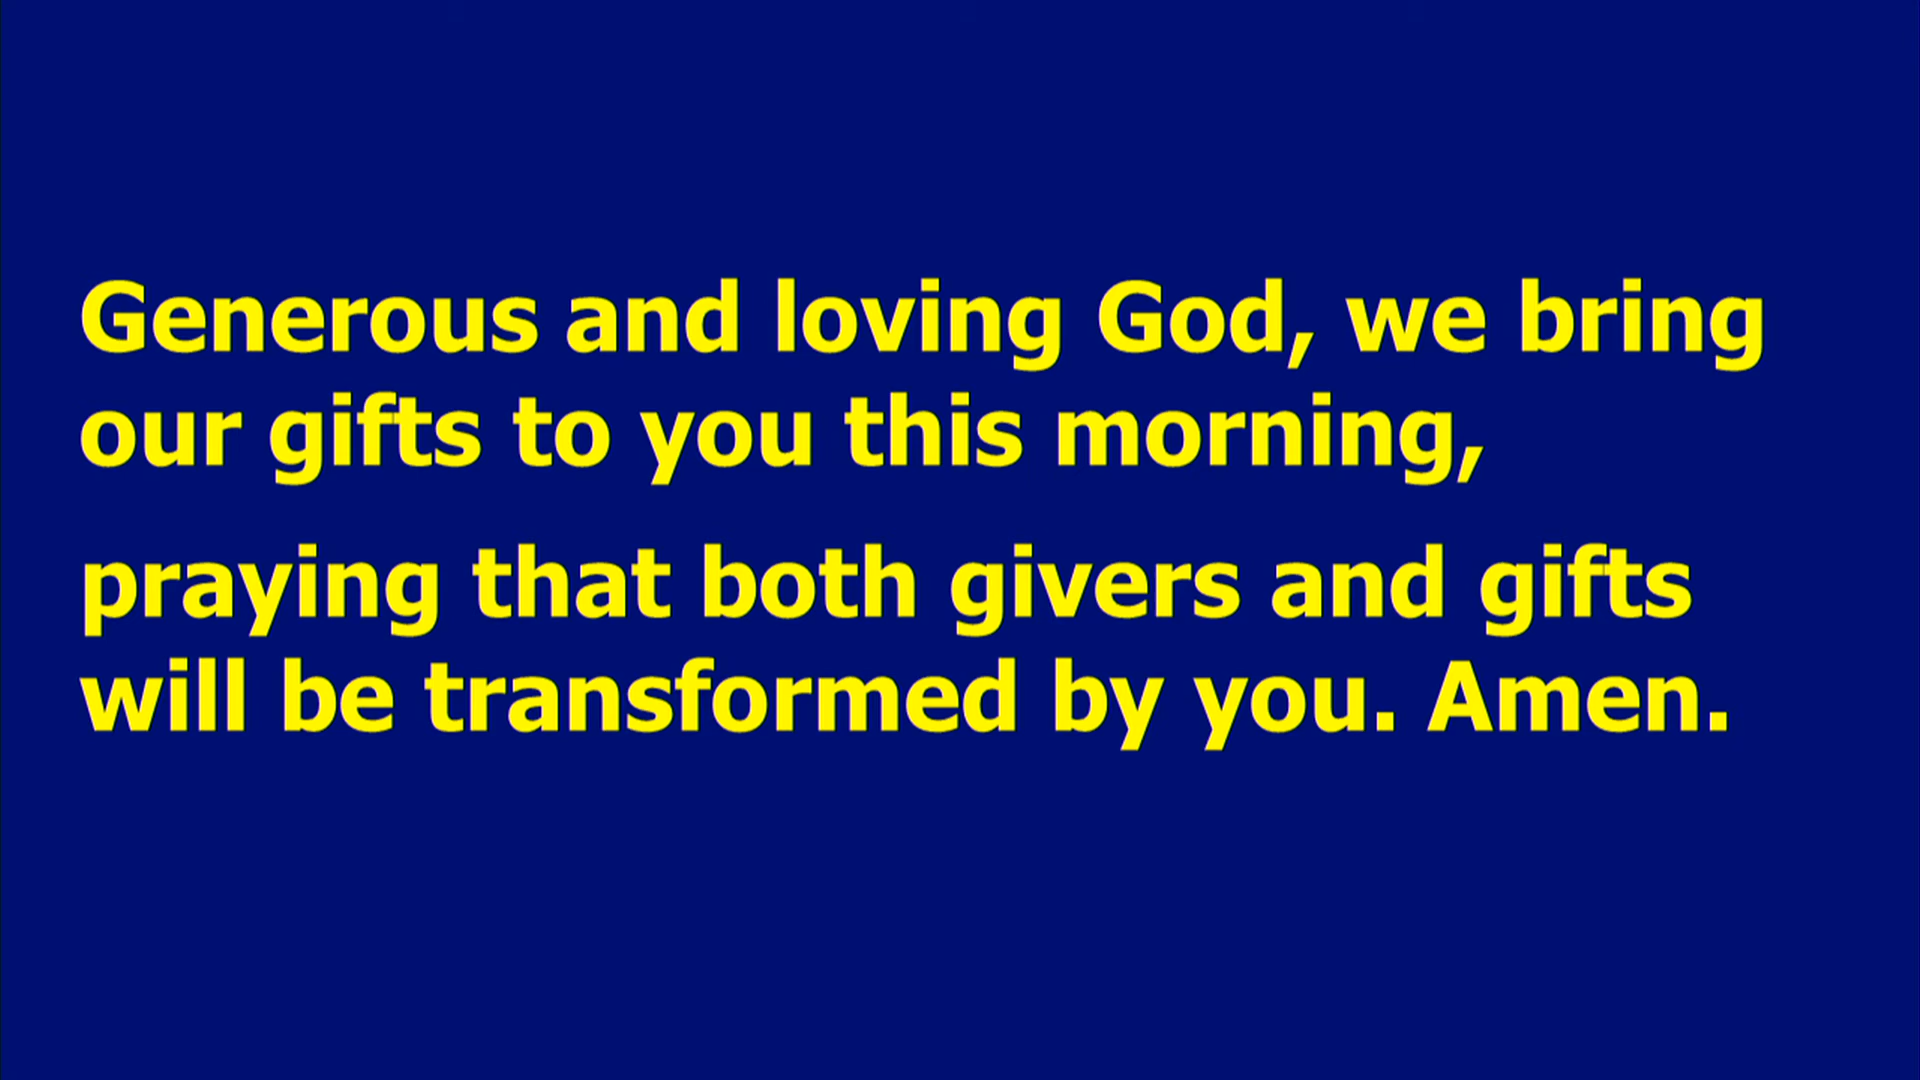 Generous and loving God, we bring
our gifts to you this morning,
praying that both givers and gifts
will be transformed by you. Amen.